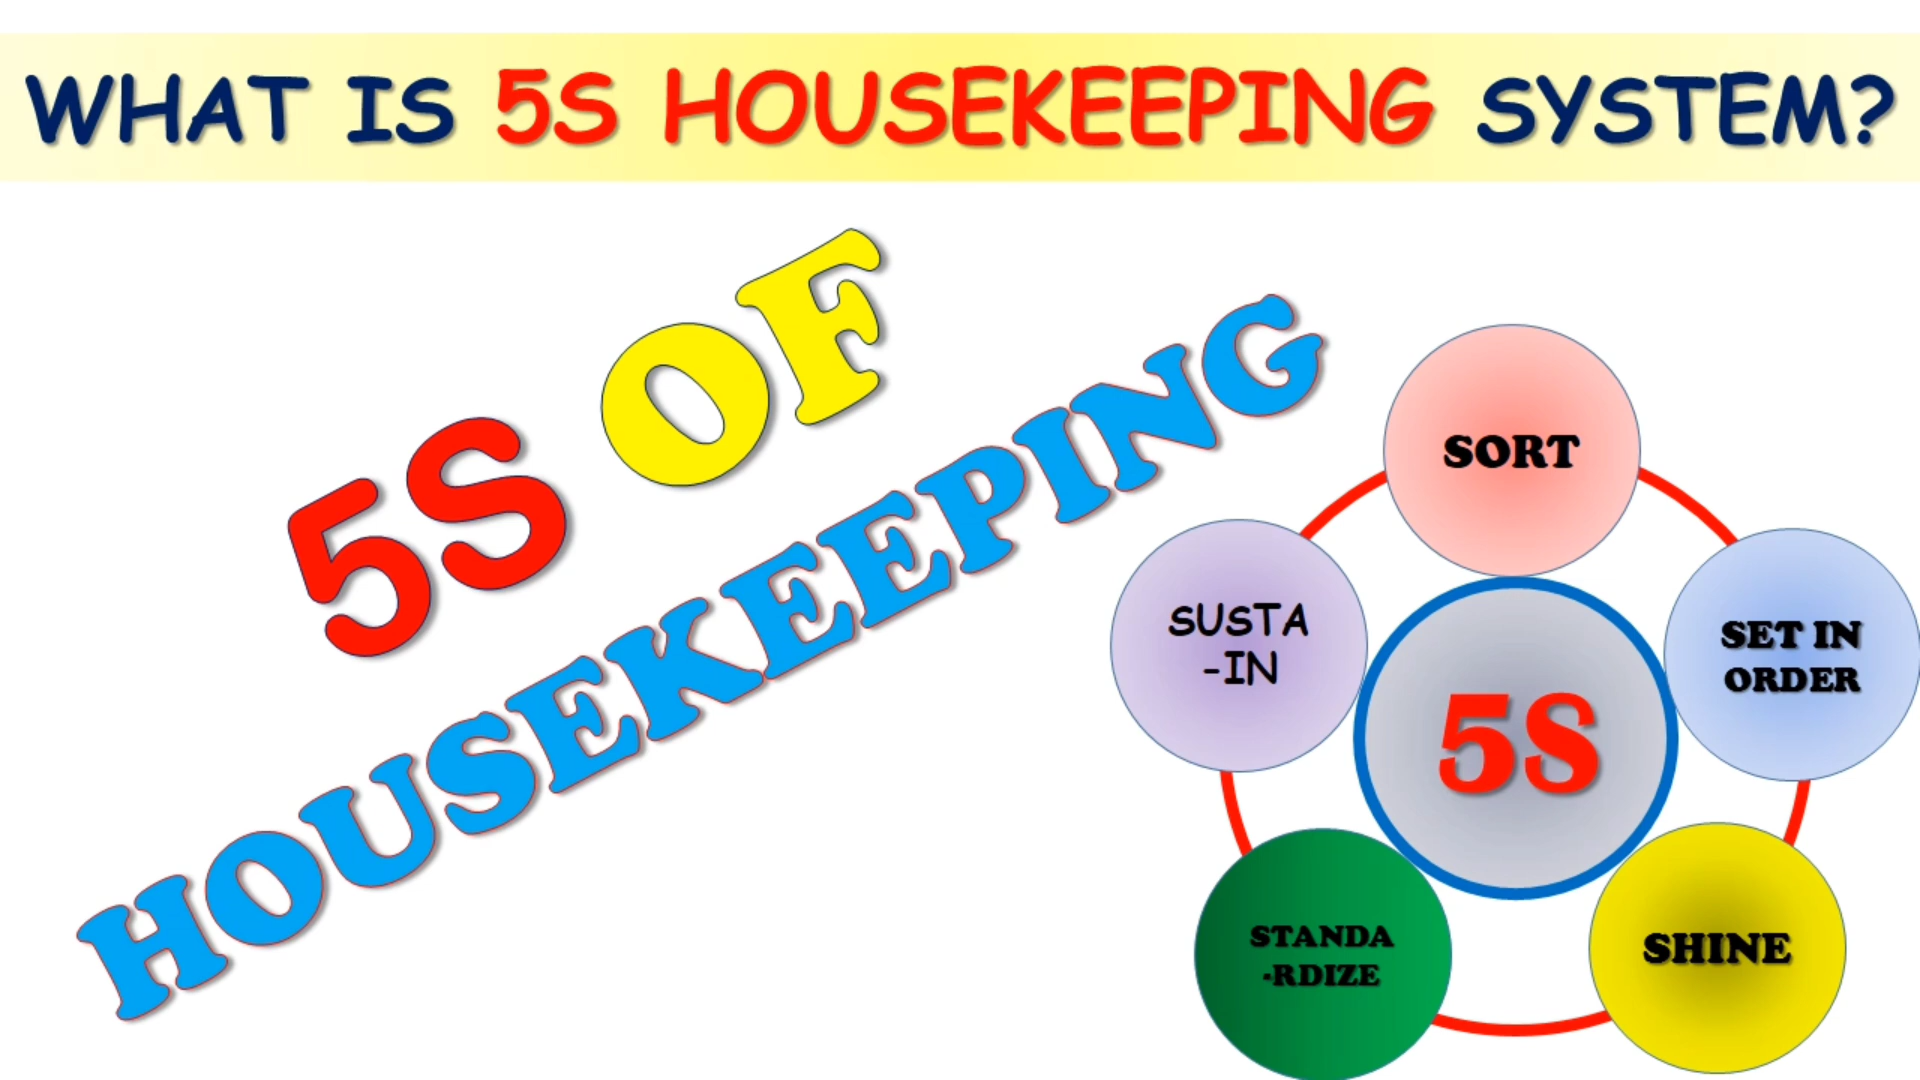 WHAT IS 5S HOUSEKEEPING SYSTEM?
5S OF
HOUSEKEEPING
SORT
SUSTA
-IN
SET IN
ORDER
5S
STANDA
-RDIZE
SHINE